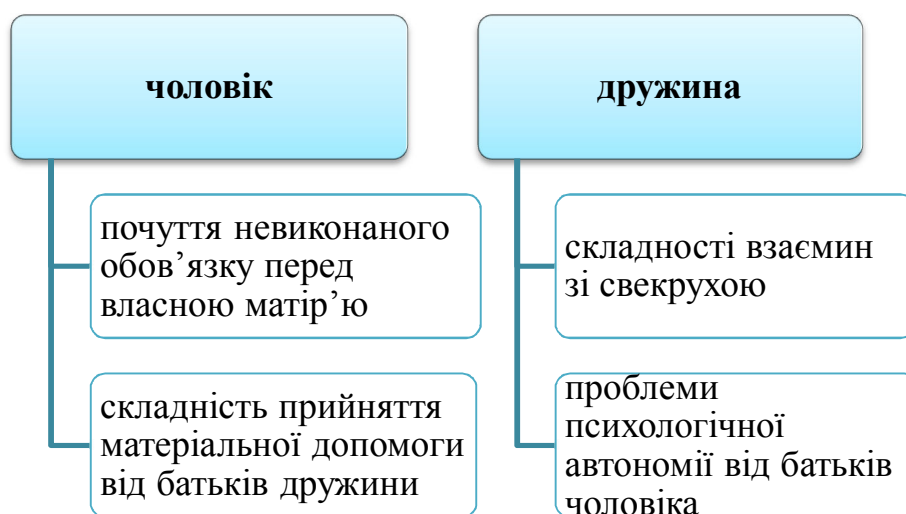 чоловік
почуття невиконаного
обов’язку перед
власною матір’ю
складність прийняття
матеріальної допомоги
від батьків дружини
дружина
складності взаємин
зі свекрухою
проблеми
психологічної
автономії від батьків
чоловіка